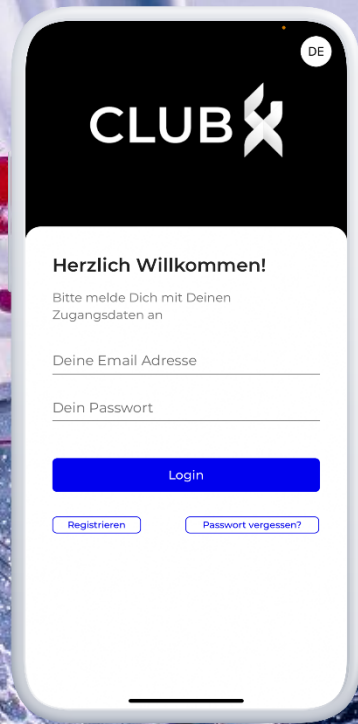 DE
CLUB X
Herzlich Willkommen!
Bitte melde Dich mit Deinen
Zugangsdaten an
Deine Email Adresse
Dein Passwort
Login
Registrieren
Passwort vergessen?